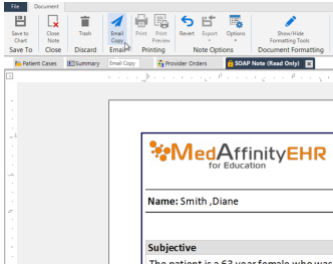 File Document
Save to Chart Close Note Trash Email Copy Print Print Preview Revert Export Options Show/Hide Formatting Tools
Save To Close Discard Email Printing Note Options Document Formatting
Patient Cases Summary Email Copy Provider Orders SOAP Note (Read Only)
MedAffinityEHR
for Education
Name: Smith ,Diane
Subjective
The patient is a 63 year female who was